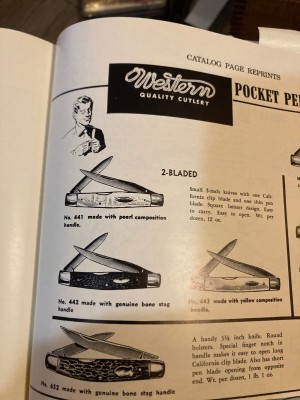 CATALOG PAGE REPRINTS
Western
QUALITY CUTLERY
POCKET PE
2-BLADED
Small 3-inch knives with one Cali-
fornia clip blade and one thin pen
blade. Square bolster design. Easy
to carry. Easy to open. Wt. per
dozen, 12 oz.
No. 441 made with pearl composition
handle.
No. 442 made with genuine bone stag
handle
No. 443 made with yellow composition
handle.
A handy 3⅜ inch knife. Round
bolsters. Special finger notch in
handle makes it easy to open long
California clip blade. Also has short
pen blade opening from opposite
end. Wt. per dozen, 1 lb. 1 oz.
No. 652 made with genuine bone stag handle